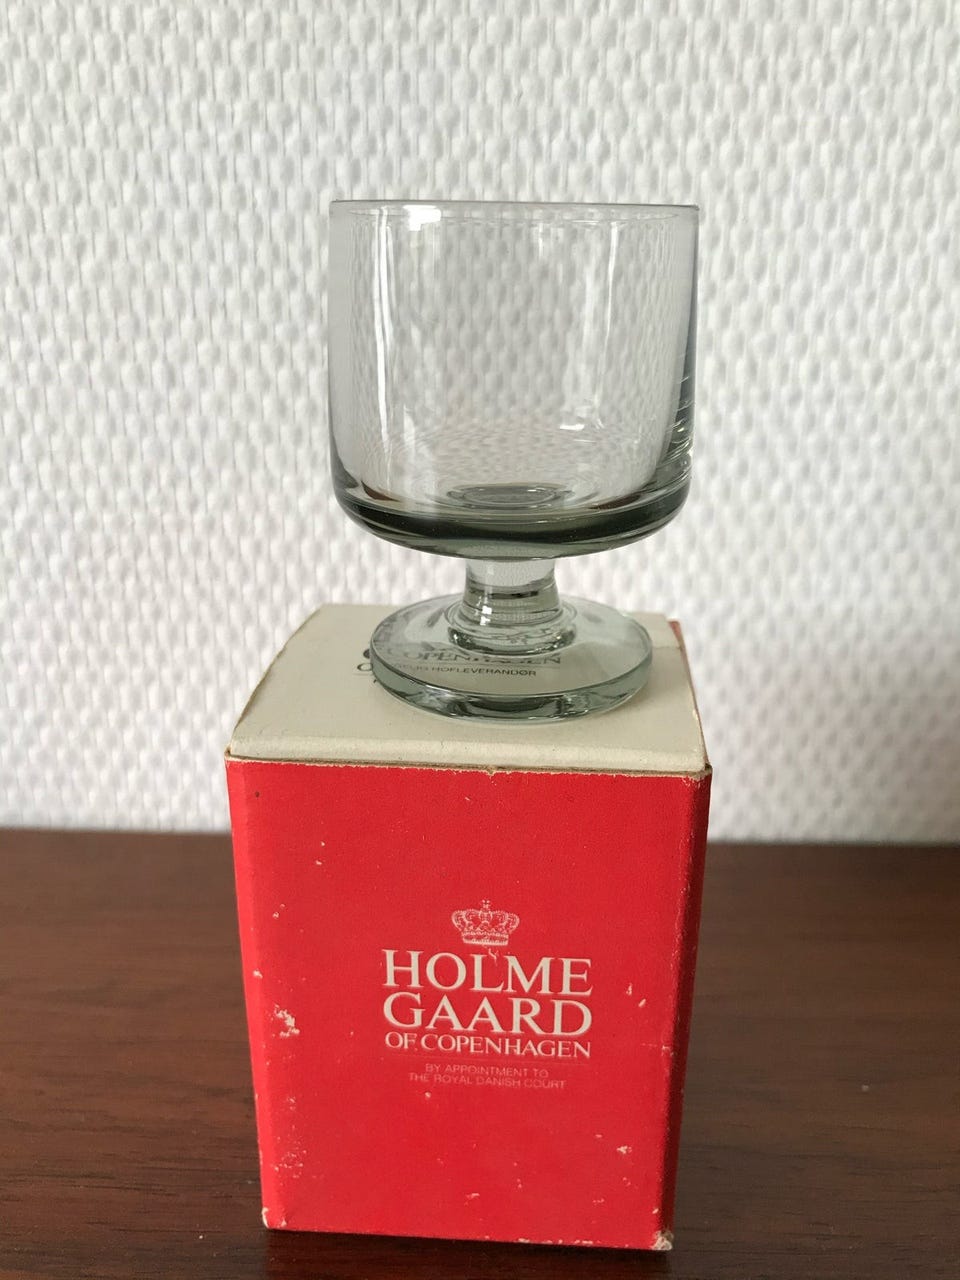 COPENHAGEN
HOFLEVERANDØR
HOLME
GAARD
OF COPENHAGEN
BY APPOINTMENT TO
THE ROYAL DANISH COURT